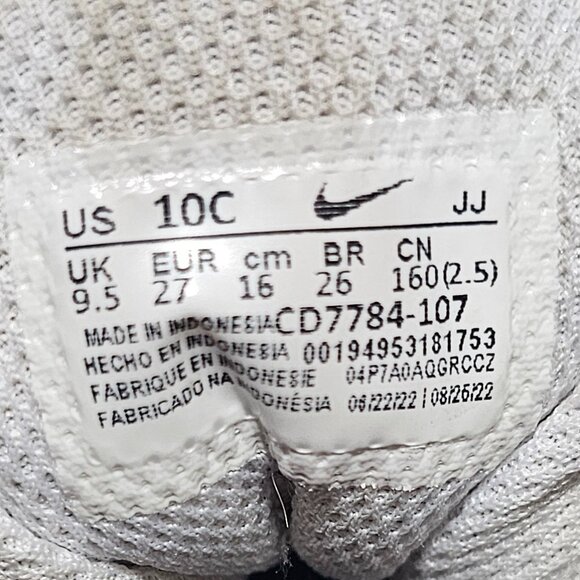 US 10C JJ
UK EUR cm BR CN
9.5 27 16 26 160(2.5)
MADE IN INDONESIA CD7784-107
HECHO EN INDONESIA 00194953181753
FABRIQUE EN INDONESIE 04P7A0AQGRCCZ
FABRICADO NA INDONÉSIA 06/22/22 | 08/26/22